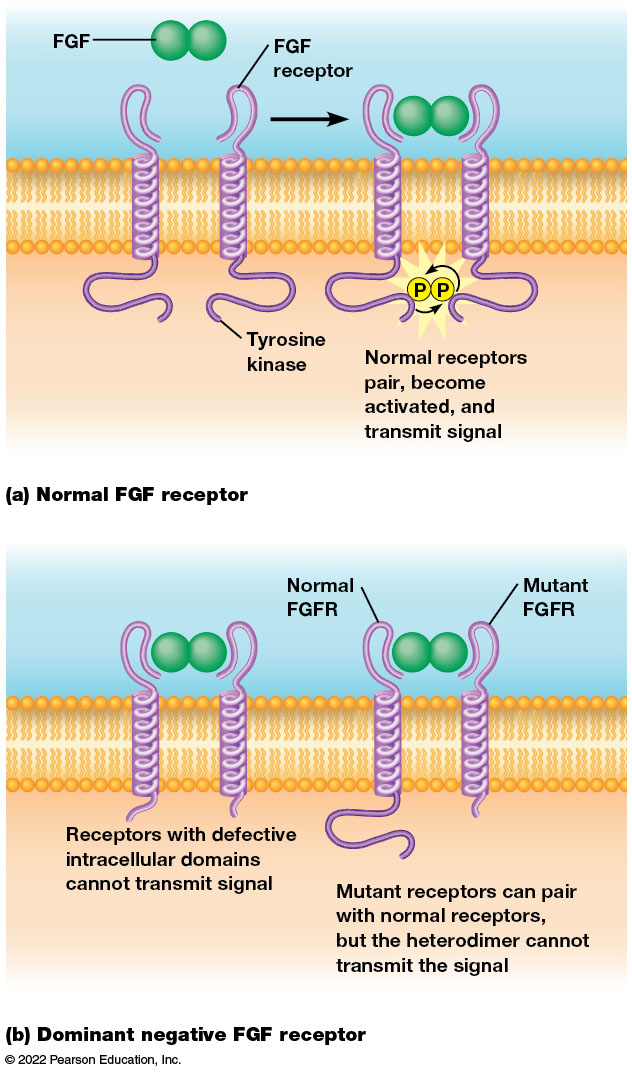 FGF
FGF
receptor
Tyrosine
kinase
P P
Normal receptors
pair, become
activated, and
transmit signal
(a) Normal FGF receptor
Normal
FGFR
Mutant
FGFR
Receptors with defective
intracellular domains
cannot transmit signal
Mutant receptors can pair
with normal receptors,
but the heterodimer cannot
transmit the signal
(b) Dominant negative FGF receptor
© 2022 Pearson Education, Inc.